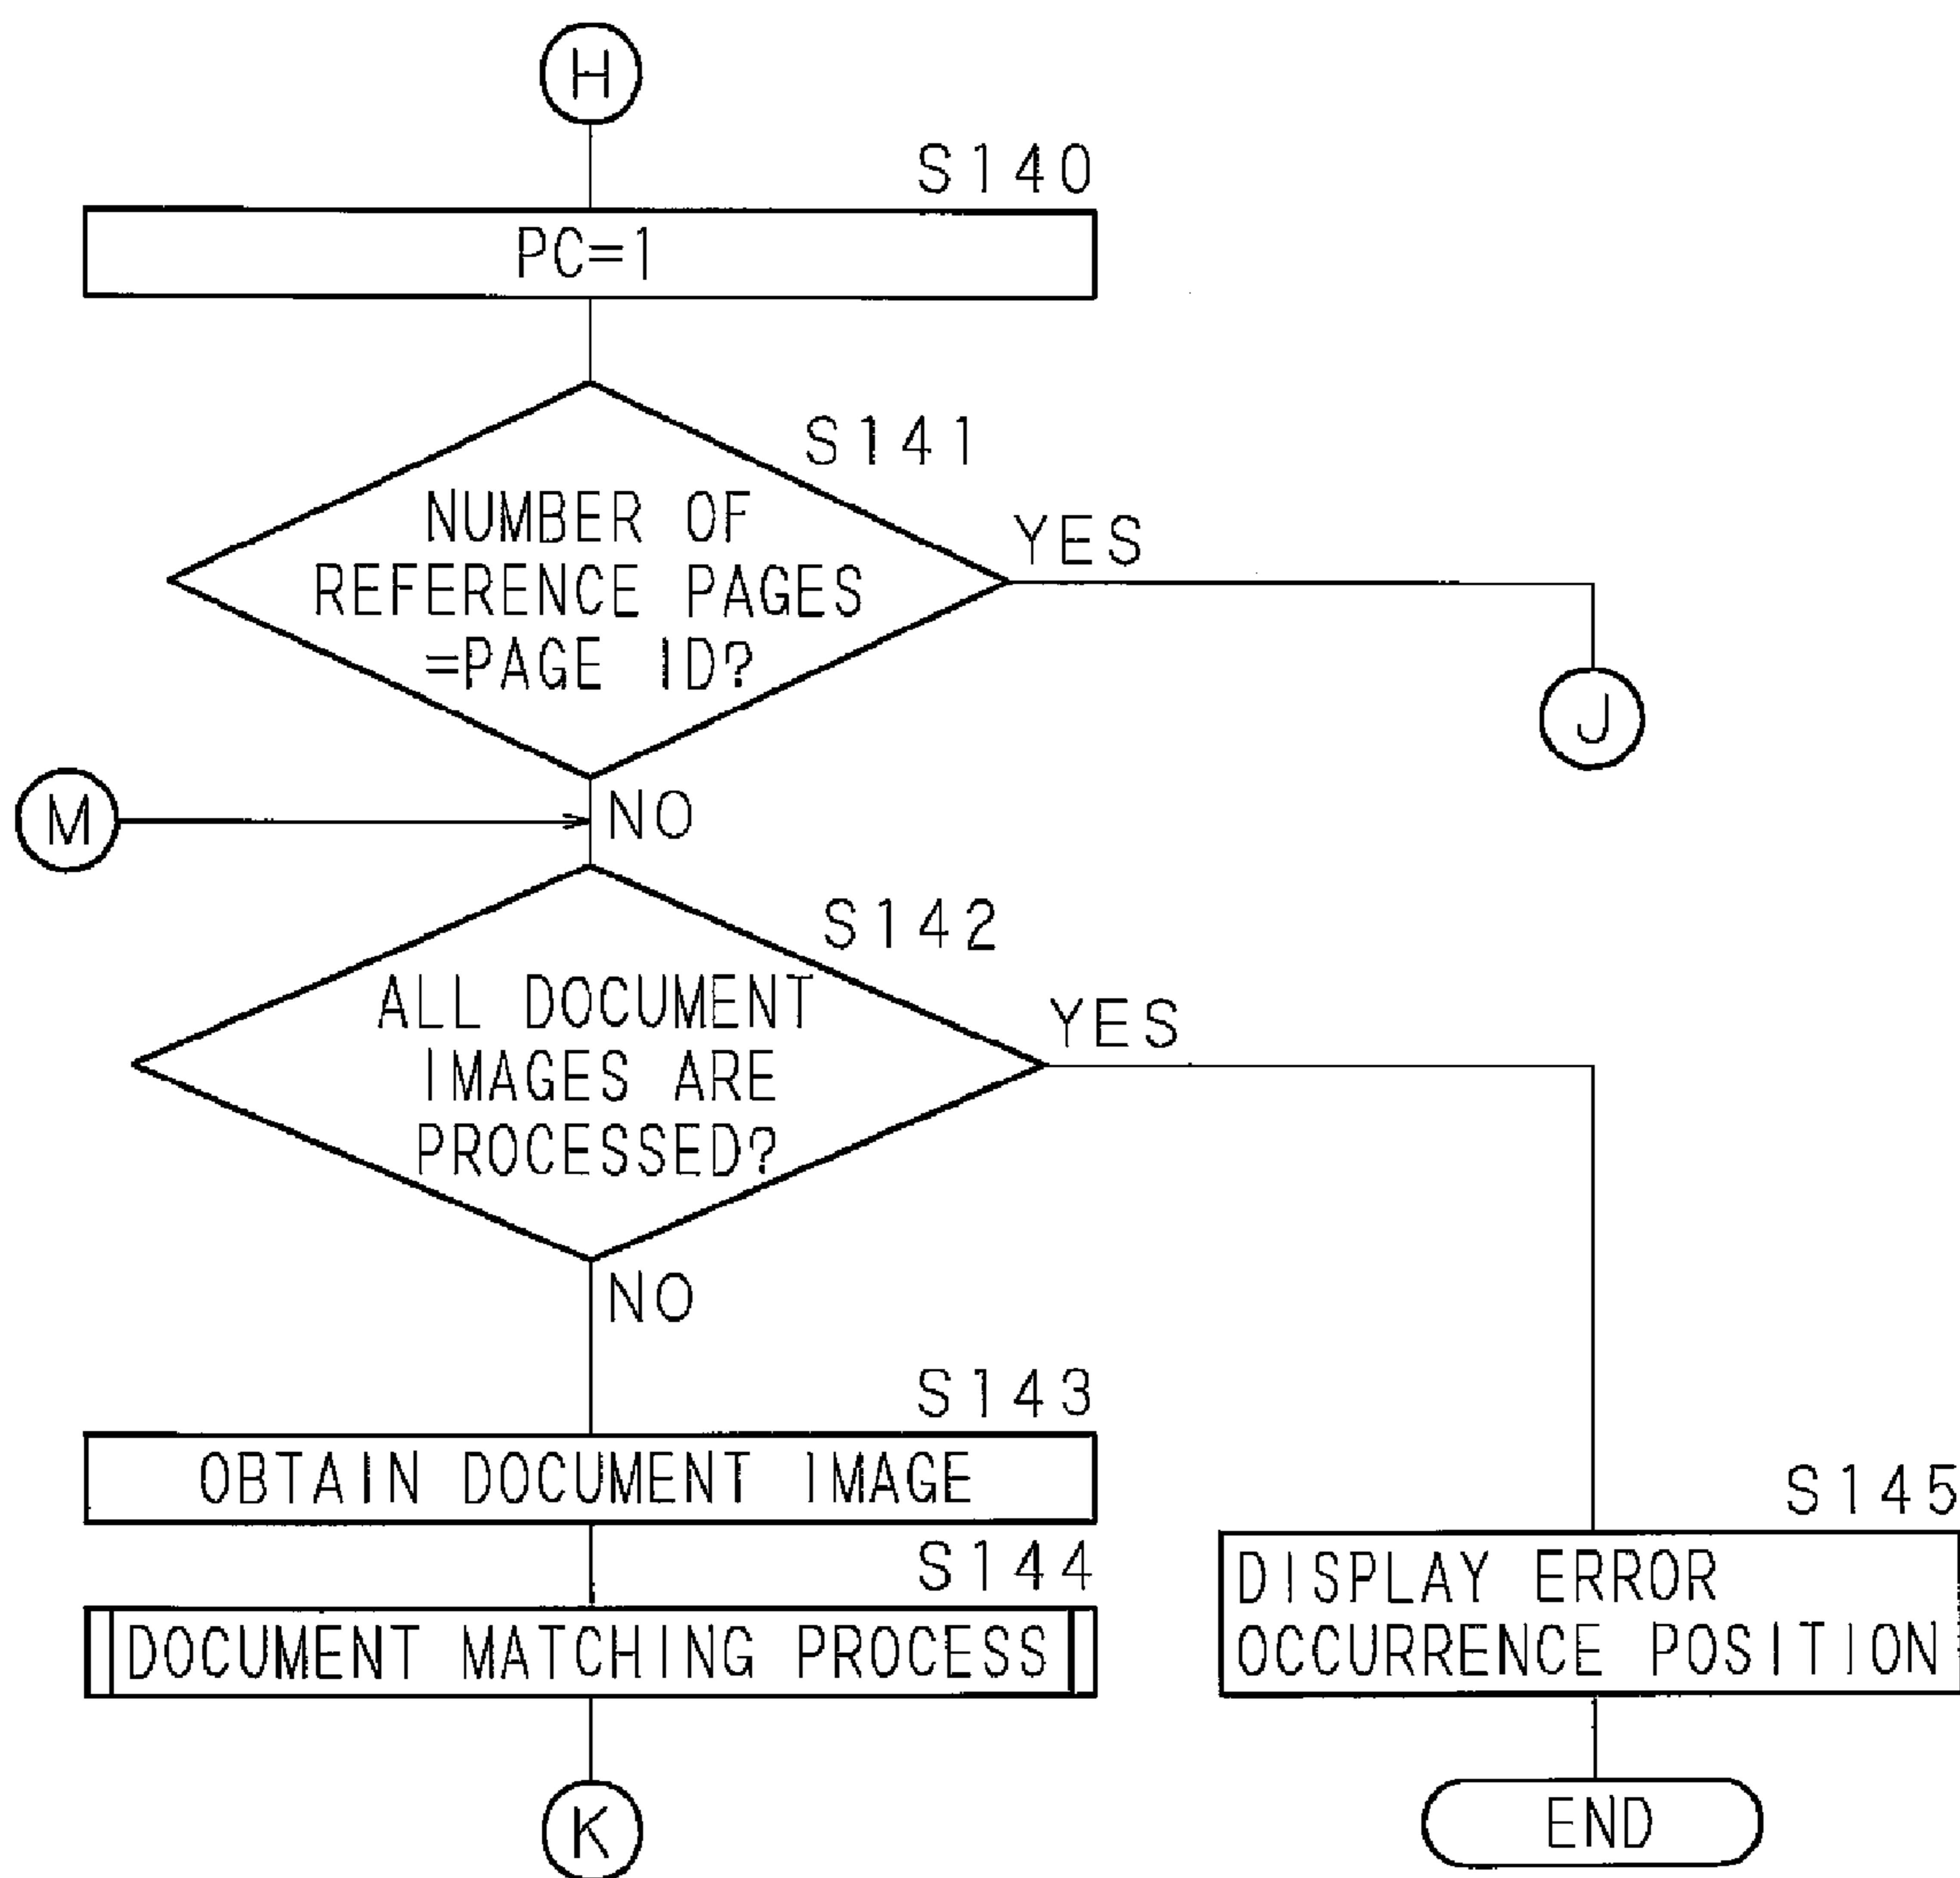 H
S140
PC=1
S141
NUMBER OF
REFERENCE PAGES
=PAGE ID?
YES
J
M
NO
S142
ALL DOCUMENT
IMAGES ARE
PROCESSED?
YES
NO
S143
OBTAIN DOCUMENT IMAGE
S144
DOCUMENT MATCHING PROCESS
S145
DISPLAY ERROR
OCCURRENCE POSITION
K
END